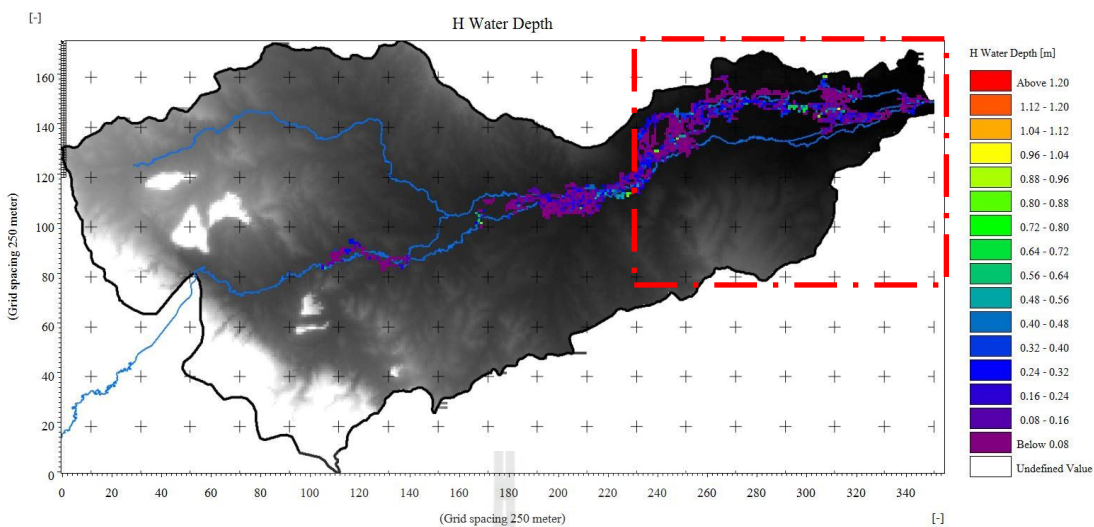 [-]
H Water Depth
160
140
120
100
80
60
40
20
0
(Grid spacing 250 meter)
0 20 40 60 80 100 120 140 160 180 200 220 240 260 280 300 320 340
(Grid spacing 250 meter)
[-]
H Water Depth [m]
Above 1.20
1.12 - 1.20
1.04 - 1.12
0.96 - 1.04
0.88 - 0.96
0.80 - 0.88
0.72 - 0.80
0.64 - 0.72
0.56 - 0.64
0.48 - 0.56
0.40 - 0.48
0.32 - 0.40
0.24 - 0.32
0.16 - 0.24
0.08 - 0.16
Below 0.08
Undefined Value